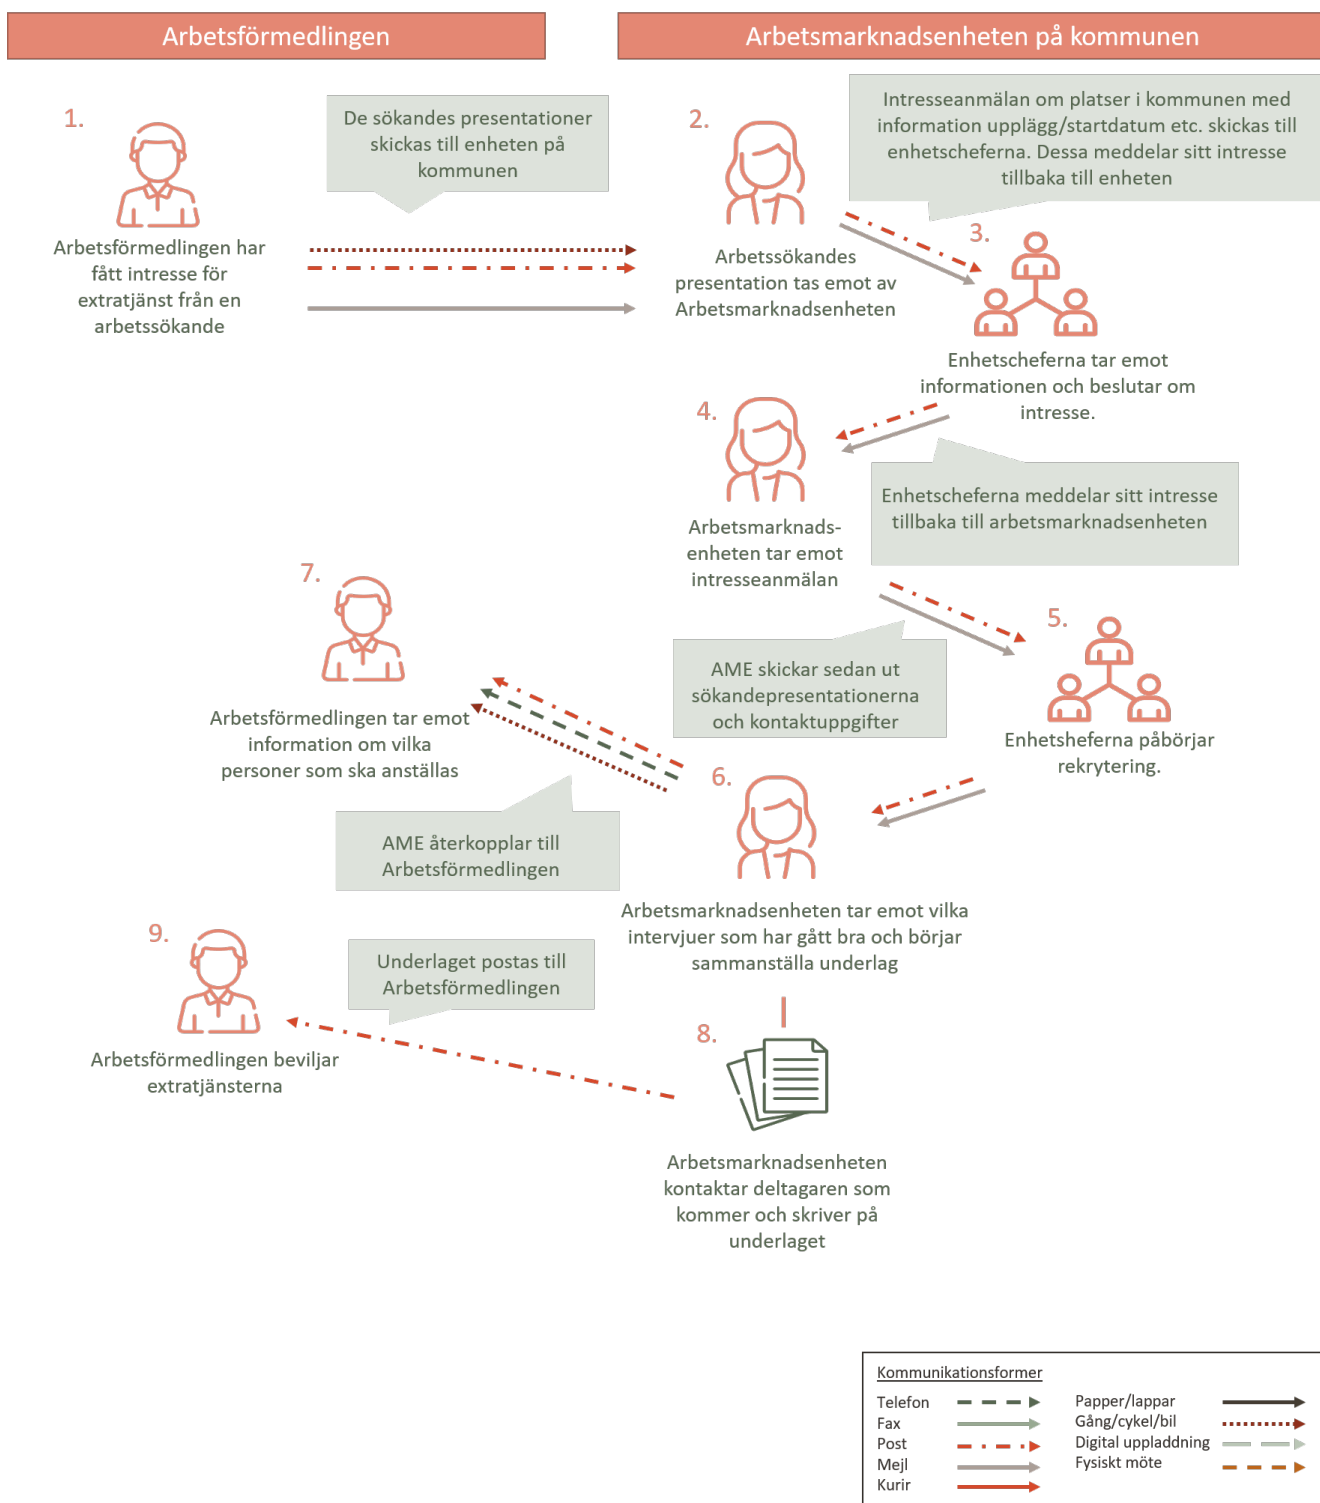 Arbetsförmedlingen
Arbetsmarknadsenheten på kommunen
1.
De sökandes presentationer
skickas till enheten på
kommunen
Arbetsförmedlingen har
fått intresse för
extratjänst från en
arbetssökande
2.
Arbetssökandes
presentation tas emot av
Arbetsmarknadsenheten
Intresseanmälan om platser i kommunen med
information upplägg/startdatum etc. skickas till
enhetscheferna. Dessa meddelar sitt intresse
tillbaka till enheten
3.
Enhetscheferna tar emot
informationen och beslutar om
intresse.
4.
Arbetsmarknads-
enheten tar emot
intresseanmälan
Enhetscheferna meddelar sitt intresse
tillbaka till arbetsmarknadsenheten
5.
Enhetsheferna påbörjar
rekrytering.
AME skickar sedan ut
sökandepresentationerna
och kontaktuppgifter
6.
Arbetsmarknadsenheten tar emot vilka
intervjuer som har gått bra och börjar
sammanställa underlag
7.
Arbetsförmedlingen tar emot
information om vilka
personer som ska anställas
AME återkopplar till
Arbetsförmedlingen
8.
Arbetsmarknadsenheten
kontaktar deltagaren som
kommer och skriver på
underlaget
Underlaget postas till
Arbetsförmedlingen
9.
Arbetsförmedlingen beviljar
extratjänsterna
Kommunikationsformer
Telefon
Fax
Post
Mejl
Kurir
Papper/lappar
Gång/cykel/bil
Digital uppladdning
Fysiskt möte